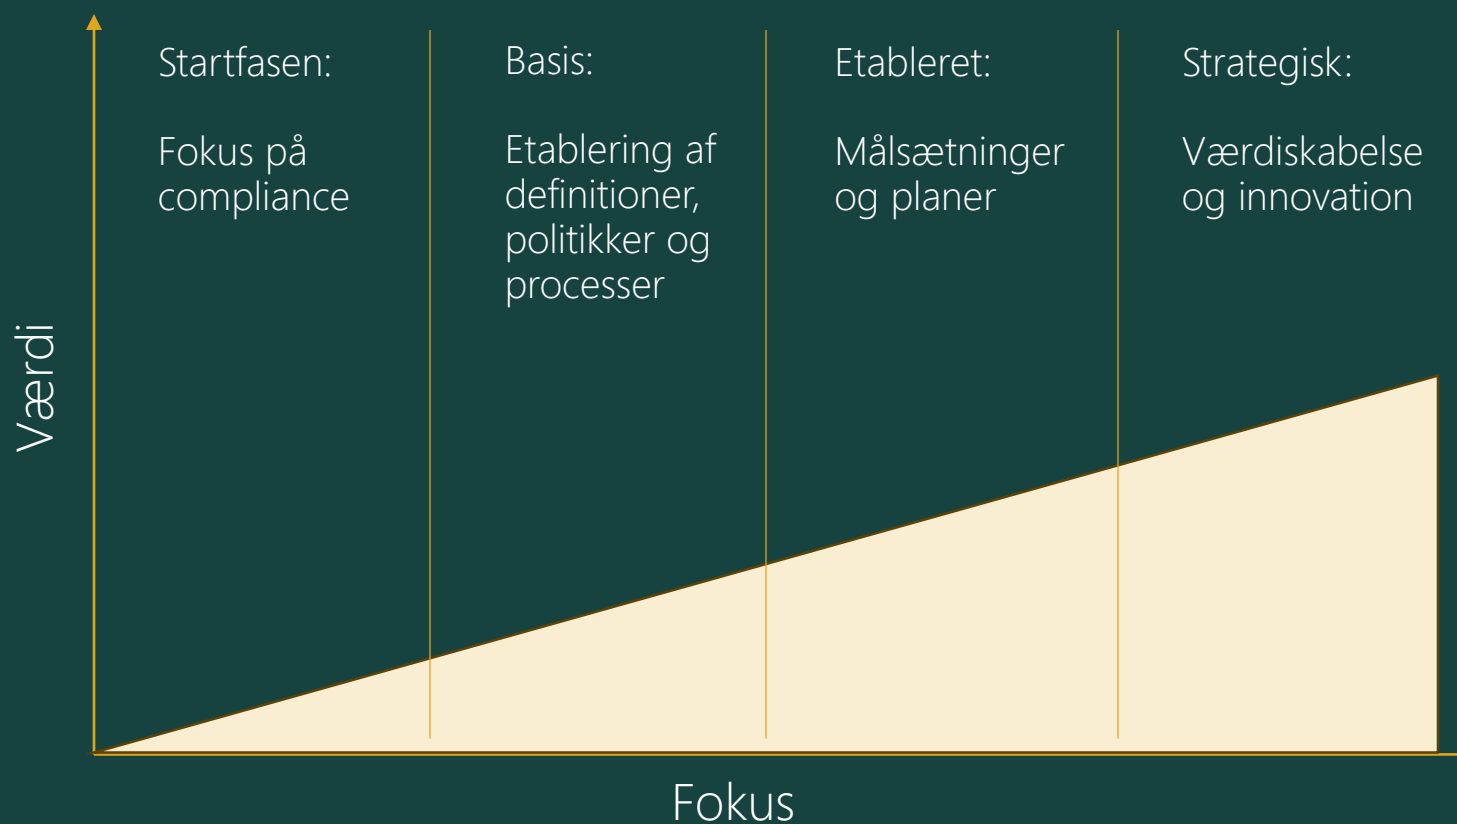 Startfasen:
Fokus på
compliance
Basis:
Etablering af
definitioner,
politikker og
processer
Etableret:
Målsætninger
og planer
Strategisk:
Værdiskabelse
og innovation
Værdi
Fokus